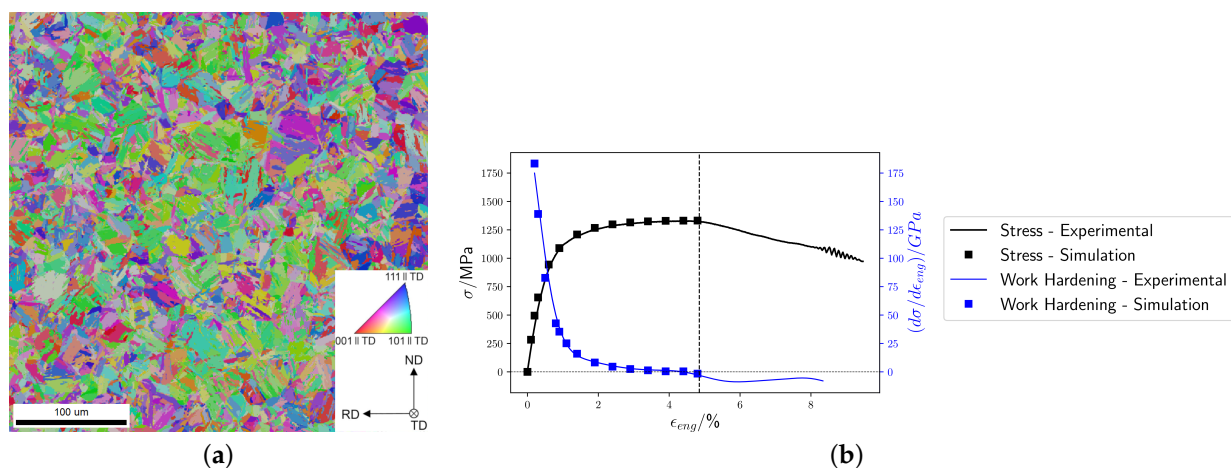 111 || TD
001 || TD
101 || TD
ND
RD
TD
100 um
(a)
σ/MPa
1750
1500
1250
1000
750
500
250
0
0
2
4
6
8
ϵeng/%
175
150
125
100
75
50
25
0
(dσ/dϵeng)/GPa
Stress - Experimental
Stress - Simulation
Work Hardening - Experimental
Work Hardening - Simulation
(b)